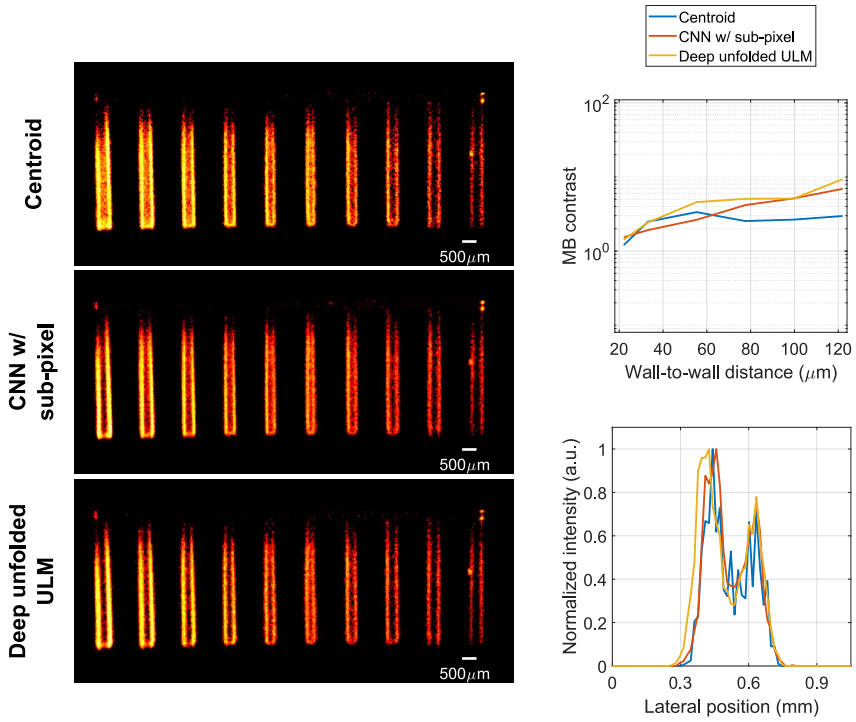 Centroid
CNN w/ sub-pixel
Deep unfolded ULM
Centroid
500μm
CNN w/
sub-pixel
500μm
Deep unfolded
ULM
500μm
10²
10⁰
MB contrast
20 40 60 80 100 120
Wall-to-wall distance (μm)
1
0.8
0.6
0.4
0.2
0
Normalized intensity (a.u.)
0 0.3 0.6 0.9
Lateral position (mm)